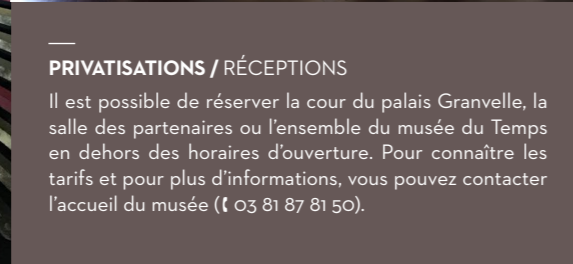 PRIVATISATIONS / RÉCEPTIONS
Il est possible de réserver la cour du palais Granvelle, la
salle des partenaires ou l'ensemble du musée du Temps
en dehors des horaires d'ouverture. Pour connaître les
tarifs et pour plus d'informations, vous pouvez contacter
l'accueil du musée (✆ 03 81 87 81 50).